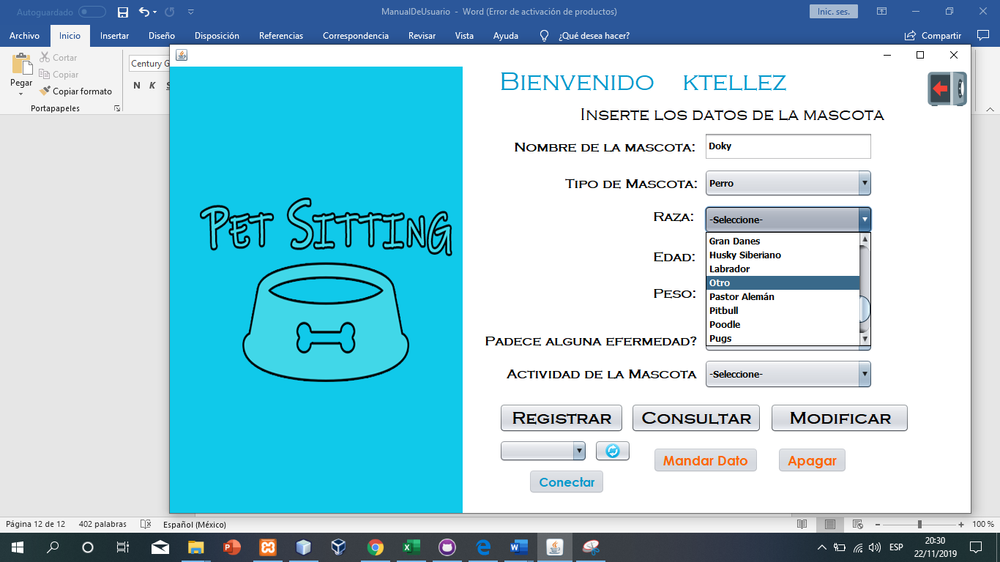 Autoguardado
ManualDeUsuario - Word (Error de activación de productos)
Inic. ses.
Archivo Inicio Insertar Diseño Disposición Referencias Correspondencia Revisar Vista Ayuda ¿Qué desea hacer? Compartir
Pegar
Cortar
Copiar
Copiar formato
Portapapeles
Century G
N K S
BIENVENIDO KTELLEZ
INSERTE LOS DATOS DE LA MASCOTA
NOMBRE DE LA MASCOTA: Doky
TIPO DE MASCOTA: Perro
RAZA: -Seleccione-
Gran Danes
Husky Siberiano
EDAD:
Labrador
Otro
PESO:
Pastor Alemán
Pitbull
Poodle
Pugs
PADECE ALGUNA EFERMEDAD?
ACTIVIDAD DE LA MASCOTA -Seleccione-
PET SITTING
REGISTRAR CONSULTAR MODIFICAR
Mandar Dato Apagar
Conectar
Página 12 de 12 402 palabras Español (México) 100 %
ESP
20:30
22/11/2019